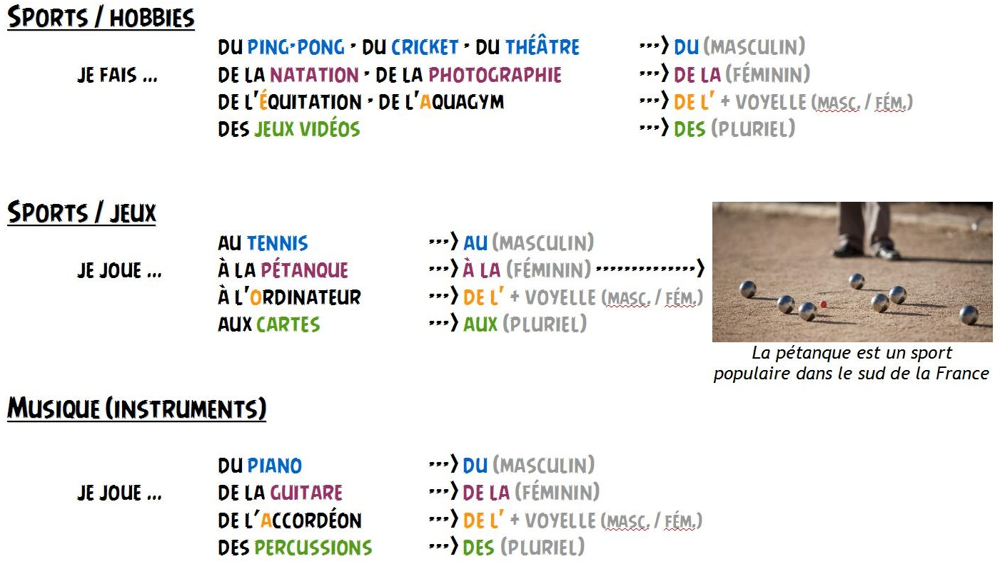 SPORTS / HOBBIES
DU PING-PONG - DU CRICKET - DU THÉÂTRE ---> DU (MASCULIN)
JE FAIS ... DE LA NATATION - DE LA PHOTOGRAPHIE ---> DE LA (FÉMININ)
DE L'ÉQUITATION - DE L'AQUAGYM ---> DE L' + VOYELLE (MASC. / FÉM.)
DES JEUX VIDÉOS ---> DES (PLURIEL)
SPORTS / JEUX
AU TENNIS ---> AU (MASCULIN)
JE JOUE ... À LA PÉTANQUE ---> À LA (FÉMININ) ------------->
À L'ORDINATEUR ---> DE L' + VOYELLE (MASC. / FÉM.)
AUX CARTES ---> AUX (PLURIEL)
La pétanque est un sport
populaire dans le sud de la France
MUSIQUE (INSTRUMENTS)
DU PIANO ---> DU (MASCULIN)
JE JOUE ... DE LA GUITARE ---> DE LA (FÉMININ)
DE L'ACCORDÉON ---> DE L' + VOYELLE (MASC. / FÉM.)
DES PERCUSSIONS ---> DES (PLURIEL)